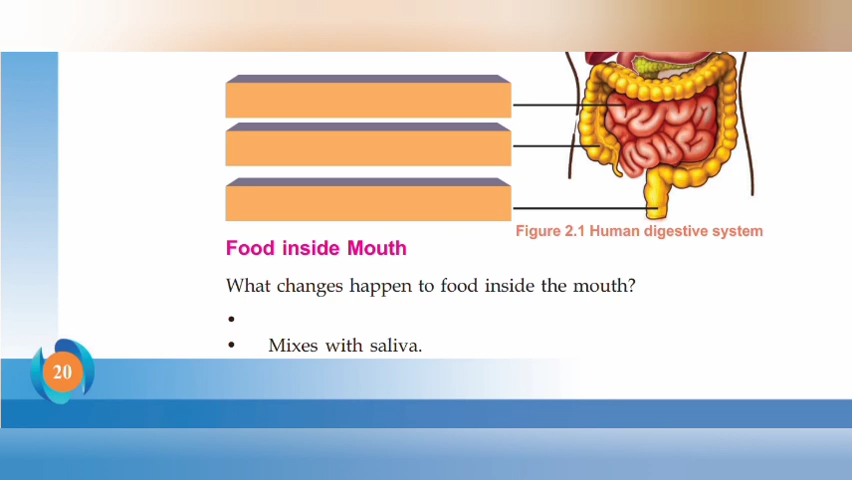 Figure 2.1 Human digestive system
Food inside Mouth
What changes happen to food inside the mouth?
•
• Mixes with saliva.
20